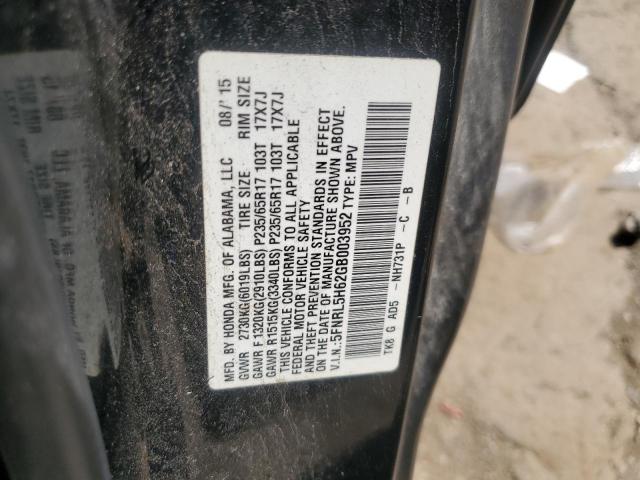 MFD. BY HONDA MFG. OF ALABAMA, LLC 08/'15
GVWR 2730KG(6019LBS) TIRE SIZE RIM SIZE
GAWR F 1320KG(2910LBS) P235/65R17 103T 17X7J
GAWR R1515KG(3340LBS) P235/65R17 103T 17X7J
THIS VEHICLE CONFORMS TO ALL APPLICABLE
FEDERAL MOTOR VEHICLE SAFETY
AND THEFT PREVENTION STANDARDS IN EFFECT
ON THE DATE OF MANUFACTURE SHOWN ABOVE.
V.I.N.:5FNRL5H62GB003952 TYPE: MPV
TK8 G AD5 -NH731P -C -B